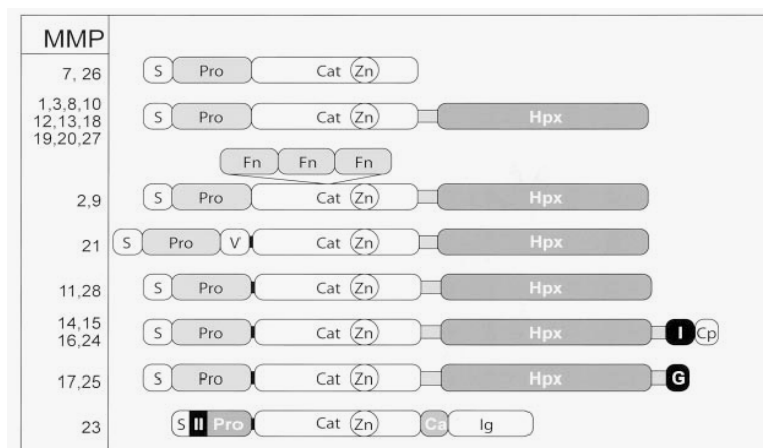 MMP
7, 26 S Pro Cat Zn
1,3,8,10
12,13,18
19,20,27 S Pro Cat Zn Hpx
Fn Fn Fn
2,9 S Pro Cat Zn Hpx
21 S Pro V Cat Zn Hpx
11,28 S Pro Cat Zn Hpx
14,15
16,24 S Pro Cat Zn Hpx I Cp
17,25 S Pro Cat Zn Hpx G
23 S II Pro Cat Zn Ca Ig